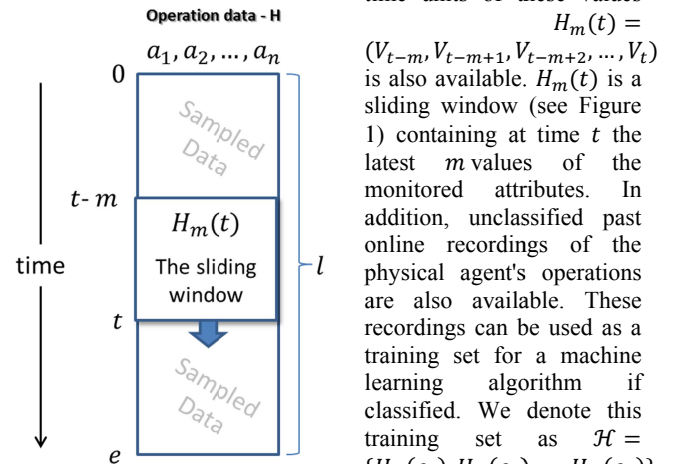 Operation data - H
a₁, a₂, …, aₙ
0
Sampled
Data
t- m
Hₘ(t)
The sliding
window
time
l
t
Sampled
Data
e
Hₘ(t) =
(Vₜ₋ₘ, Vₜ₋ₘ₊₁, Vₜ₋ₘ₊₂, …, Vₜ)
is also available. Hₘ(t) is a
sliding window (see Figure
1) containing at time t the
latest m values of the
monitored attributes. In
addition, unclassified past
online recordings of the
physical agent's operations
are also available. These
recordings can be used as a
training set for a machine
learning algorithm if
classified. We denote this
training set as ℋ =